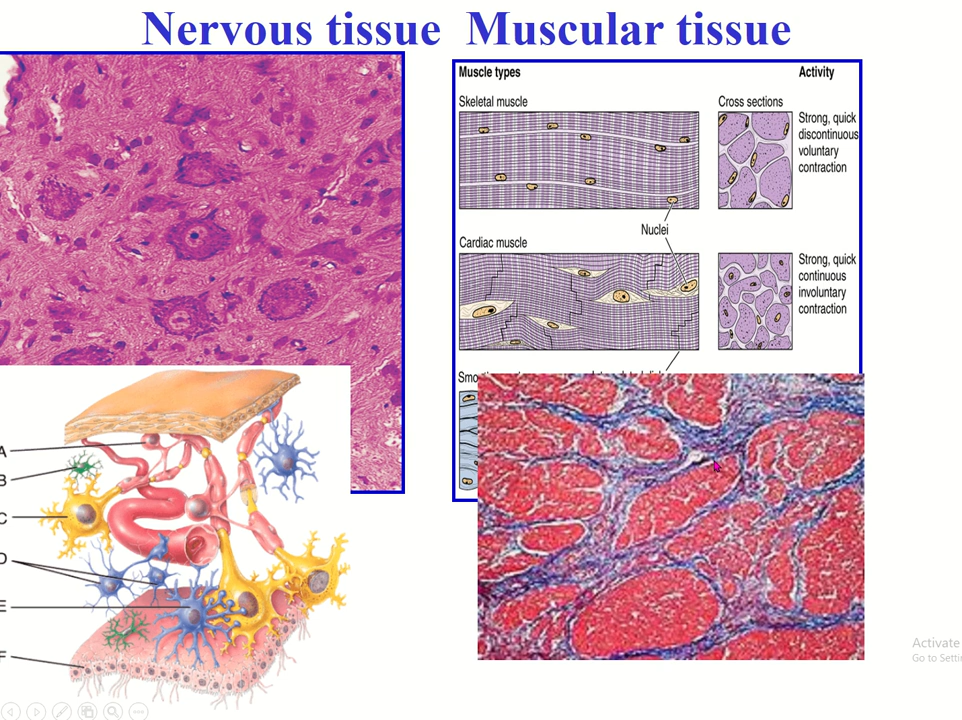 Nervous tissue Muscular tissue
Muscle types
Activity
Skeletal muscle
Cross sections
Strong, quick
discontinuous
voluntary
contraction
Nuclei
Cardiac muscle
Strong, quick
continuous
involuntary
contraction
A
B
C
D
E
F
Activate
Go to Setti